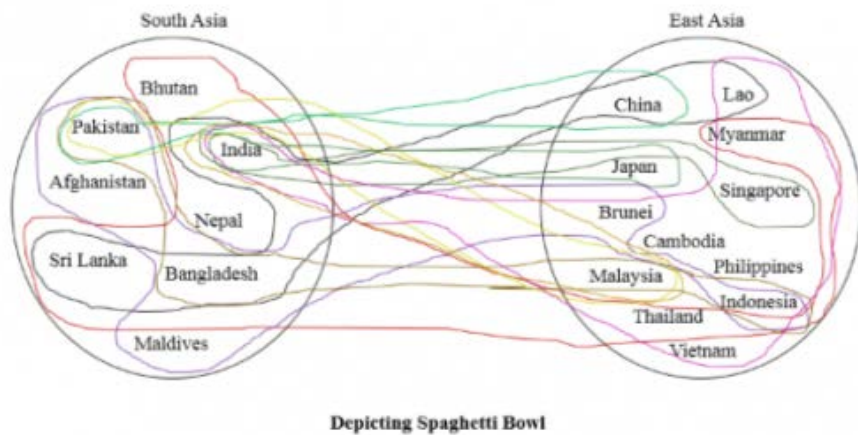 South Asia
East Asia
Bhutan
Pakistan
India
Afghanistan
Nepal
Sri Lanka
Bangladesh
Maldives
China
Lao
Myanmar
Japan
Singapore
Brunei
Cambodia
Philippines
Malaysia
Indonesia
Thailand
Vietnam
Depicting Spaghetti Bowl